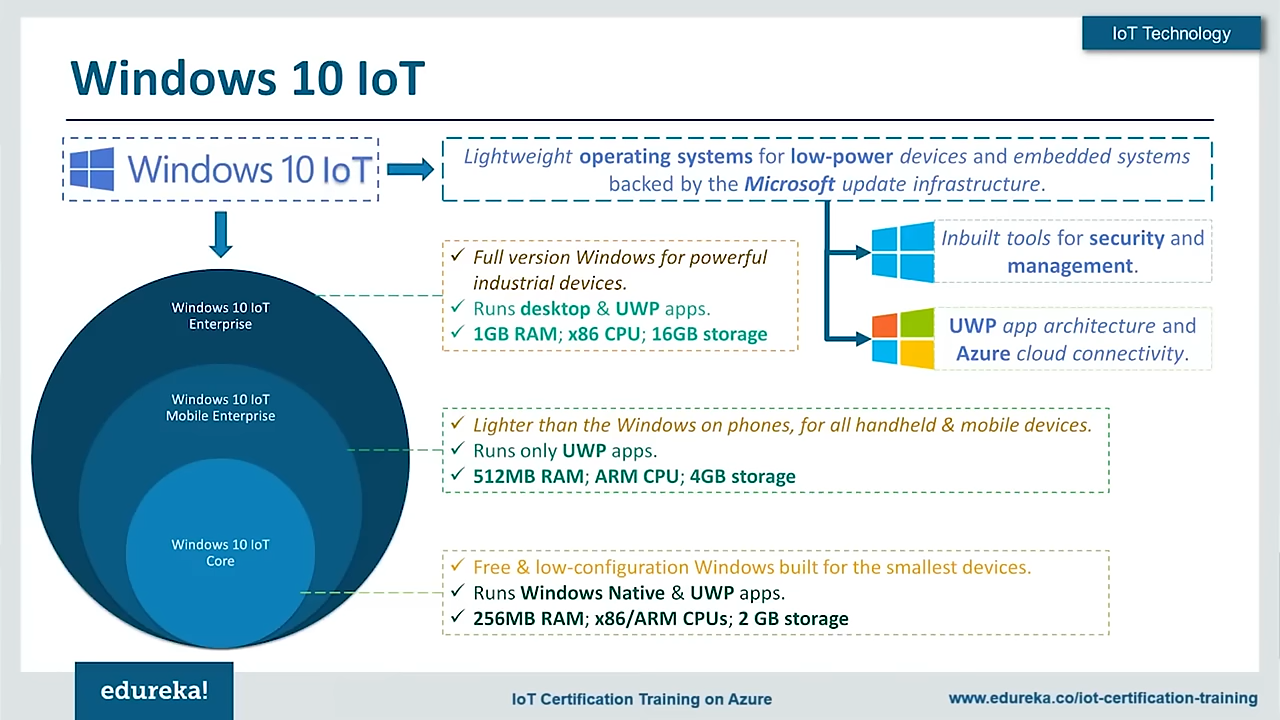 IoT Technology
Windows 10 IoT
Windows 10 IoT
Lightweight operating systems for low-power devices and embedded systems
backed by the Microsoft update infrastructure.
Inbuilt tools for security and
management.
UWP app architecture and
Azure cloud connectivity.
Windows 10 IoT
Enterprise
✓ Full version Windows for powerful
industrial devices.
✓ Runs desktop & UWP apps.
✓ 1GB RAM; x86 CPU; 16GB storage
Windows 10 IoT
Mobile Enterprise
✓ Lighter than the Windows on phones, for all handheld & mobile devices.
✓ Runs only UWP apps.
✓ 512MB RAM; ARM CPU; 4GB storage
Windows 10 IoT
Core
✓ Free & low-configuration Windows built for the smallest devices.
✓ Runs Windows Native & UWP apps.
✓ 256MB RAM; x86/ARM CPUs; 2 GB storage
edureka!
IoT Certification Training on Azure
www.edureka.co/iot-certification-training